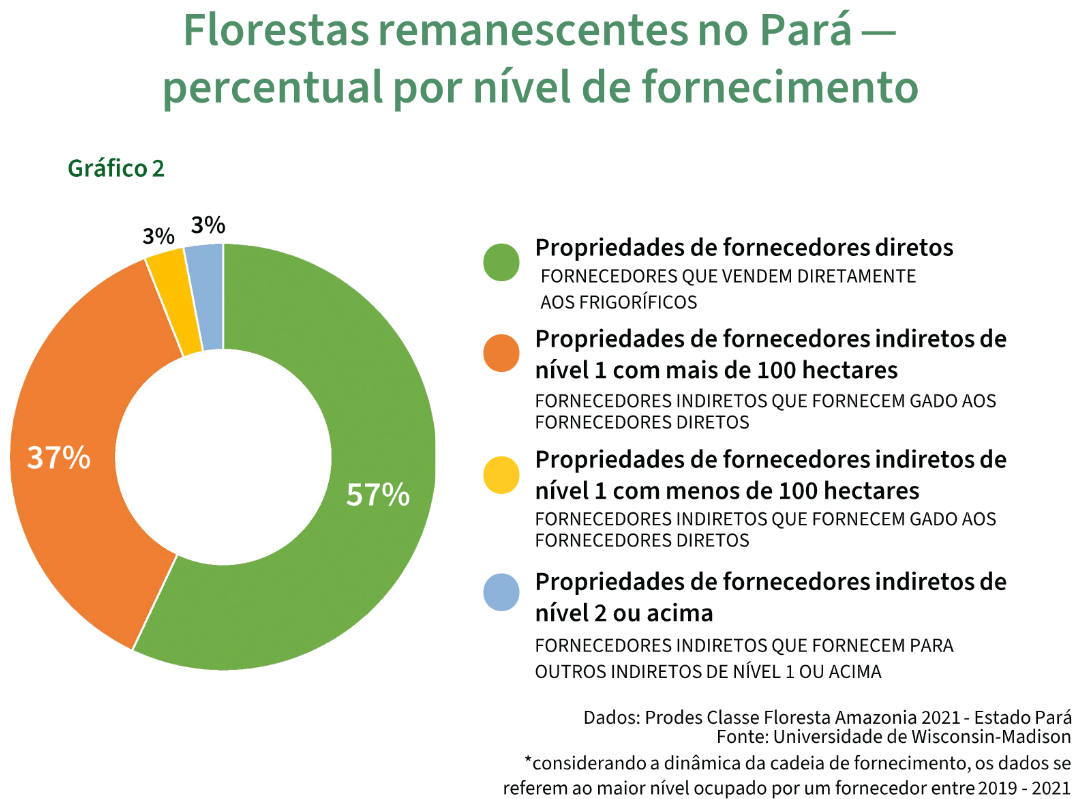 Florestas remanescentes no Pará —
percentual por nível de fornecimento
Gráfico 2
3%
3%
37%
57%
Propriedades de fornecedores diretos
FORNECEDORES QUE VENDEM DIRETAMENTE
AOS FRIGORÍFICOS
Propriedades de fornecedores indiretos de
nível 1 com mais de 100 hectares
FORNECEDORES INDIRETOS QUE FORNECEM GADO AOS
FORNECEDORES DIRETOS
Propriedades de fornecedores indiretos de
nível 1 com menos de 100 hectares
FORNECEDORES INDIRETOS QUE FORNECEM GADO AOS
FORNECEDORES DIRETOS
Propriedades de fornecedores indiretos de
nível 2 ou acima
FORNECEDORES INDIRETOS QUE FORNECEM PARA
OUTROS INDIRETOS DE NÍVEL 1 OU ACIMA
Dados: Prodes Classe Floresta Amazonia 2021 - Estado Pará
Fonte: Universidade de Wisconsin-Madison
*considerando a dinâmica da cadeia de fornecimento, os dados se
referem ao maior nível ocupado por um fornecedor entre 2019 - 2021